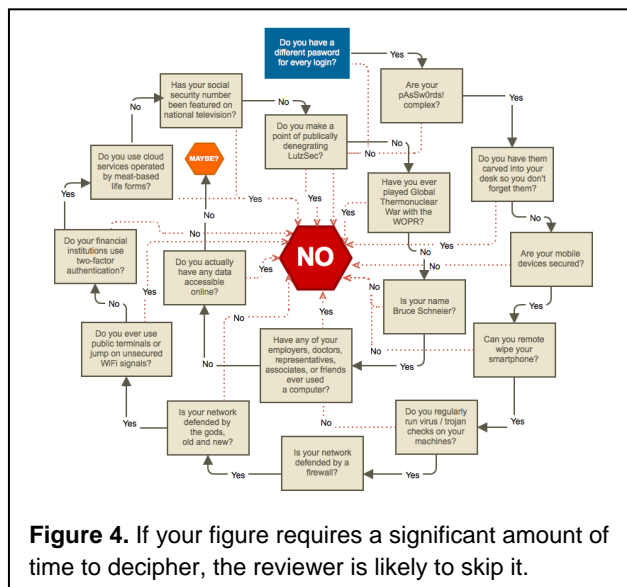 Do you have a
different pasword
for every login?
Yes
Are your
pAsSw0rds!
complex?
Yes
No
Has your social
security number
been featured on
national television?
No
No
Do you make a
point of publically
denegrating
LulzSec?
No
No
Do you use cloud
services operated
by meat-based
life forms?
MAYBE?
Do you have them
carved into your
desk so you don't
forget them?
Yes
Yes
Yes
Yes
Have you ever
played Global
Thermonuclear
War with the
WOPR?
Yes
No
Yes
No
No
Do your financial
institutions use
two-factor
authentication?
No
Do you actually
have any data
accessible
online?
Yes
NO
No
No
Are your mobile
devices secured?
Yes
No
Yes
Yes
Is your name
Bruce Schneier?
No
Yes
Do you ever use
public terminals or
jump on unsecured
WiFi signals?
No
No
Have any of your
employers, doctors,
representatives,
associates, or friends
ever used
a computer?
Yes
No
Can you remote
wipe your
smartphone?
Yes
Yes
Is your network
defended by
the gods,
old and new?
No
Do you regularly
run virus / trojan
checks on your
machines?
Yes
Yes
Is your network
defended by a
firewall?
Yes
Figure 4. If your figure requires a significant amount of
time to decipher, the reviewer is likely to skip it.